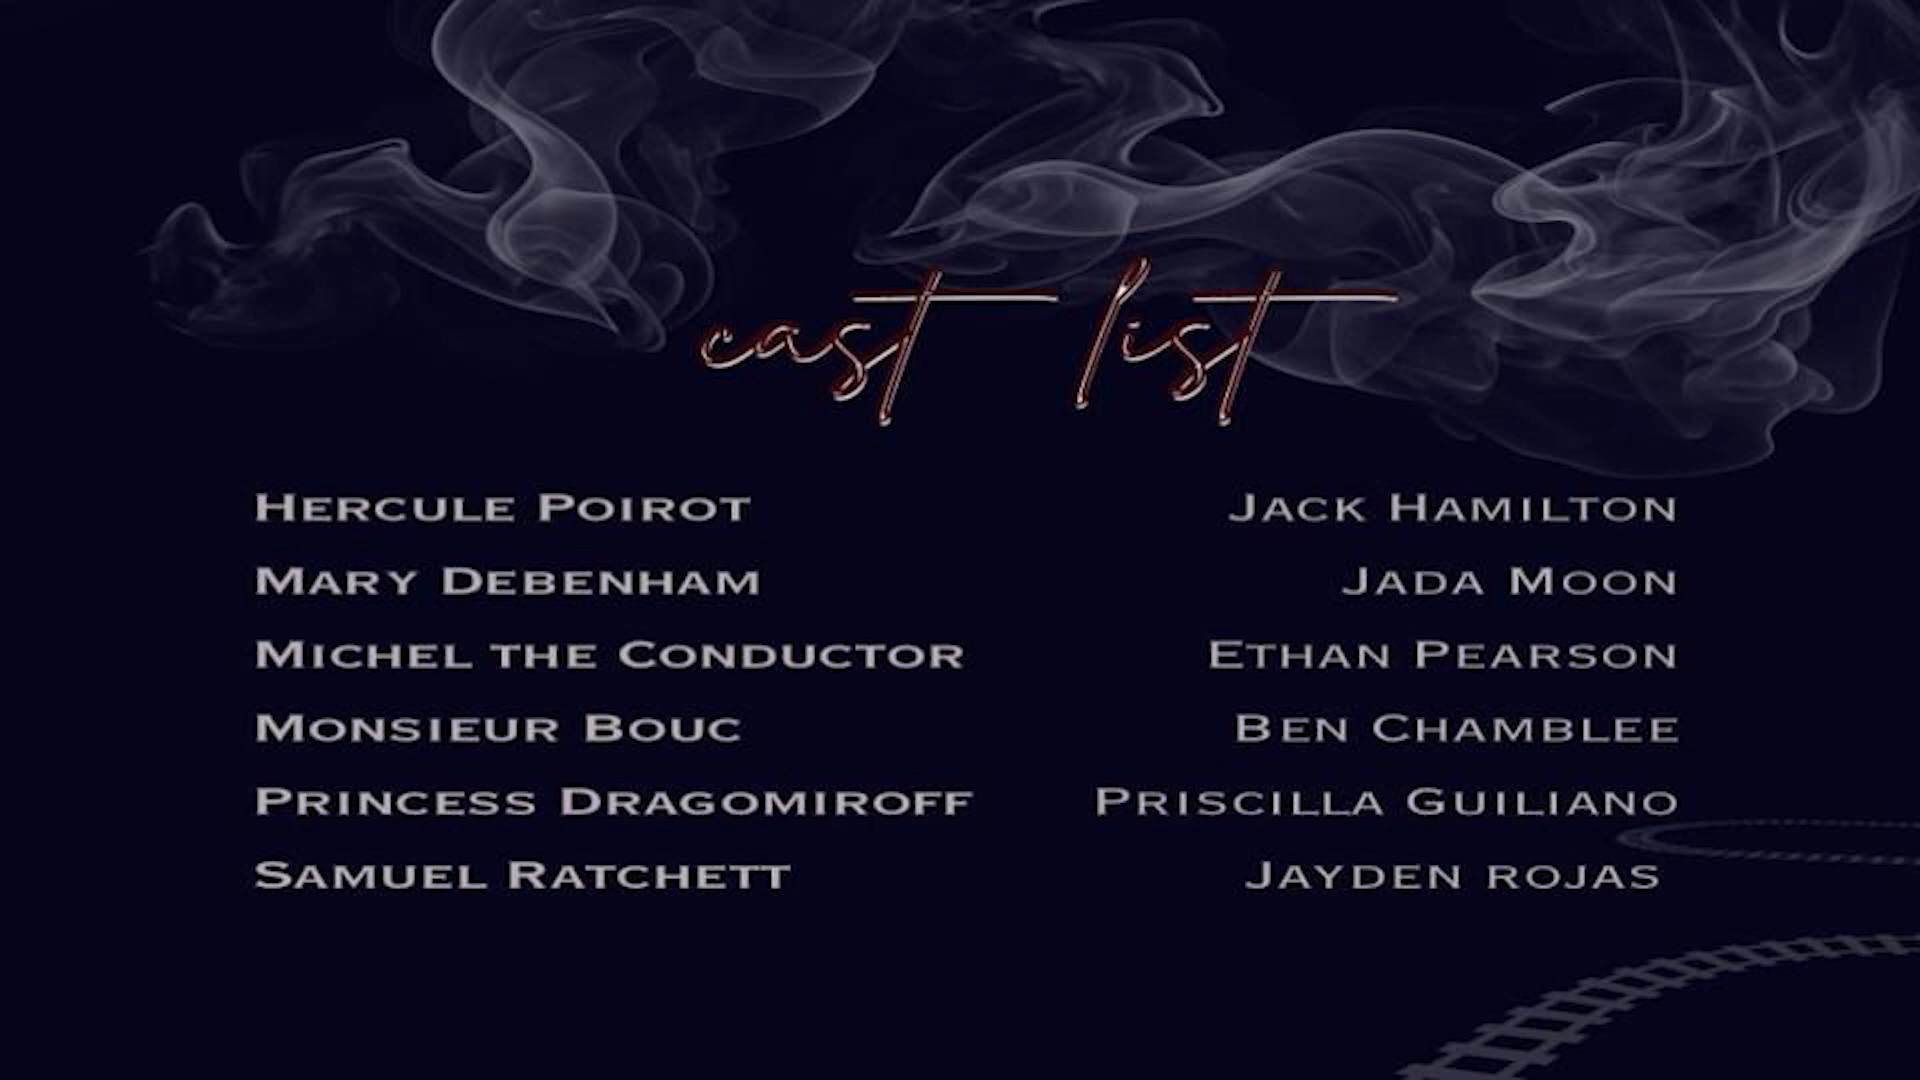 cast list
Hercule Poirot Jack Hamilton
Mary Debenham Jada Moon
Michel the Conductor Ethan Pearson
Monsieur Bouc Ben Chamblee
Princess Dragomiroff Priscilla Guiliano
Samuel Ratchett Jayden rojas